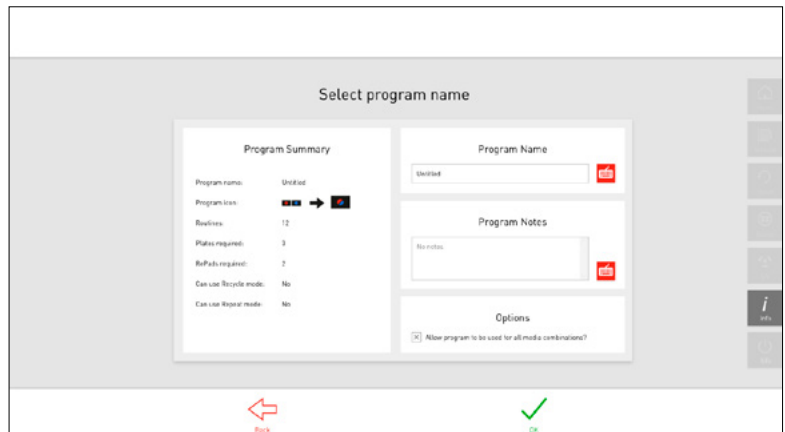 Select program name
Program Summary
Program name: Untitled
Program icon:
Routines: 12
Plates required: 3
RePads required: 2
Can use Recycle mode: No
Can use Repeat mode: No
Program Name
Untitled
Program Notes
No notes
Options
Allow program to be used for all media combinations?
info
Back
OK